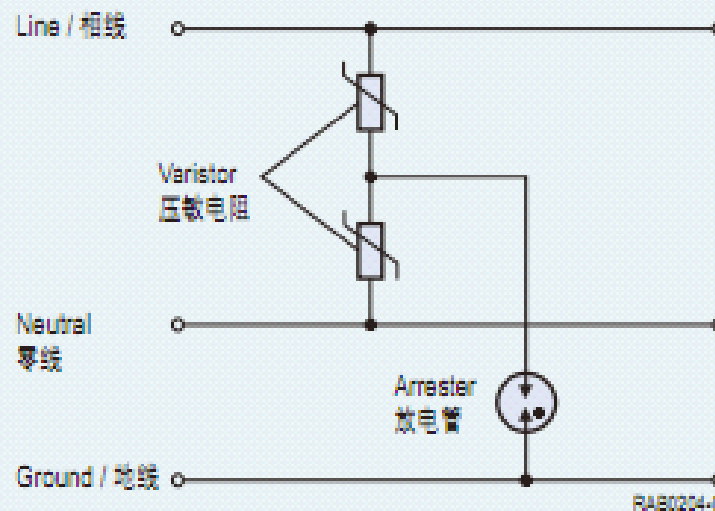 Line / 相线
Varistor
压敏电阻
Neutral
零线
Arrester
放电管
Ground / 地线